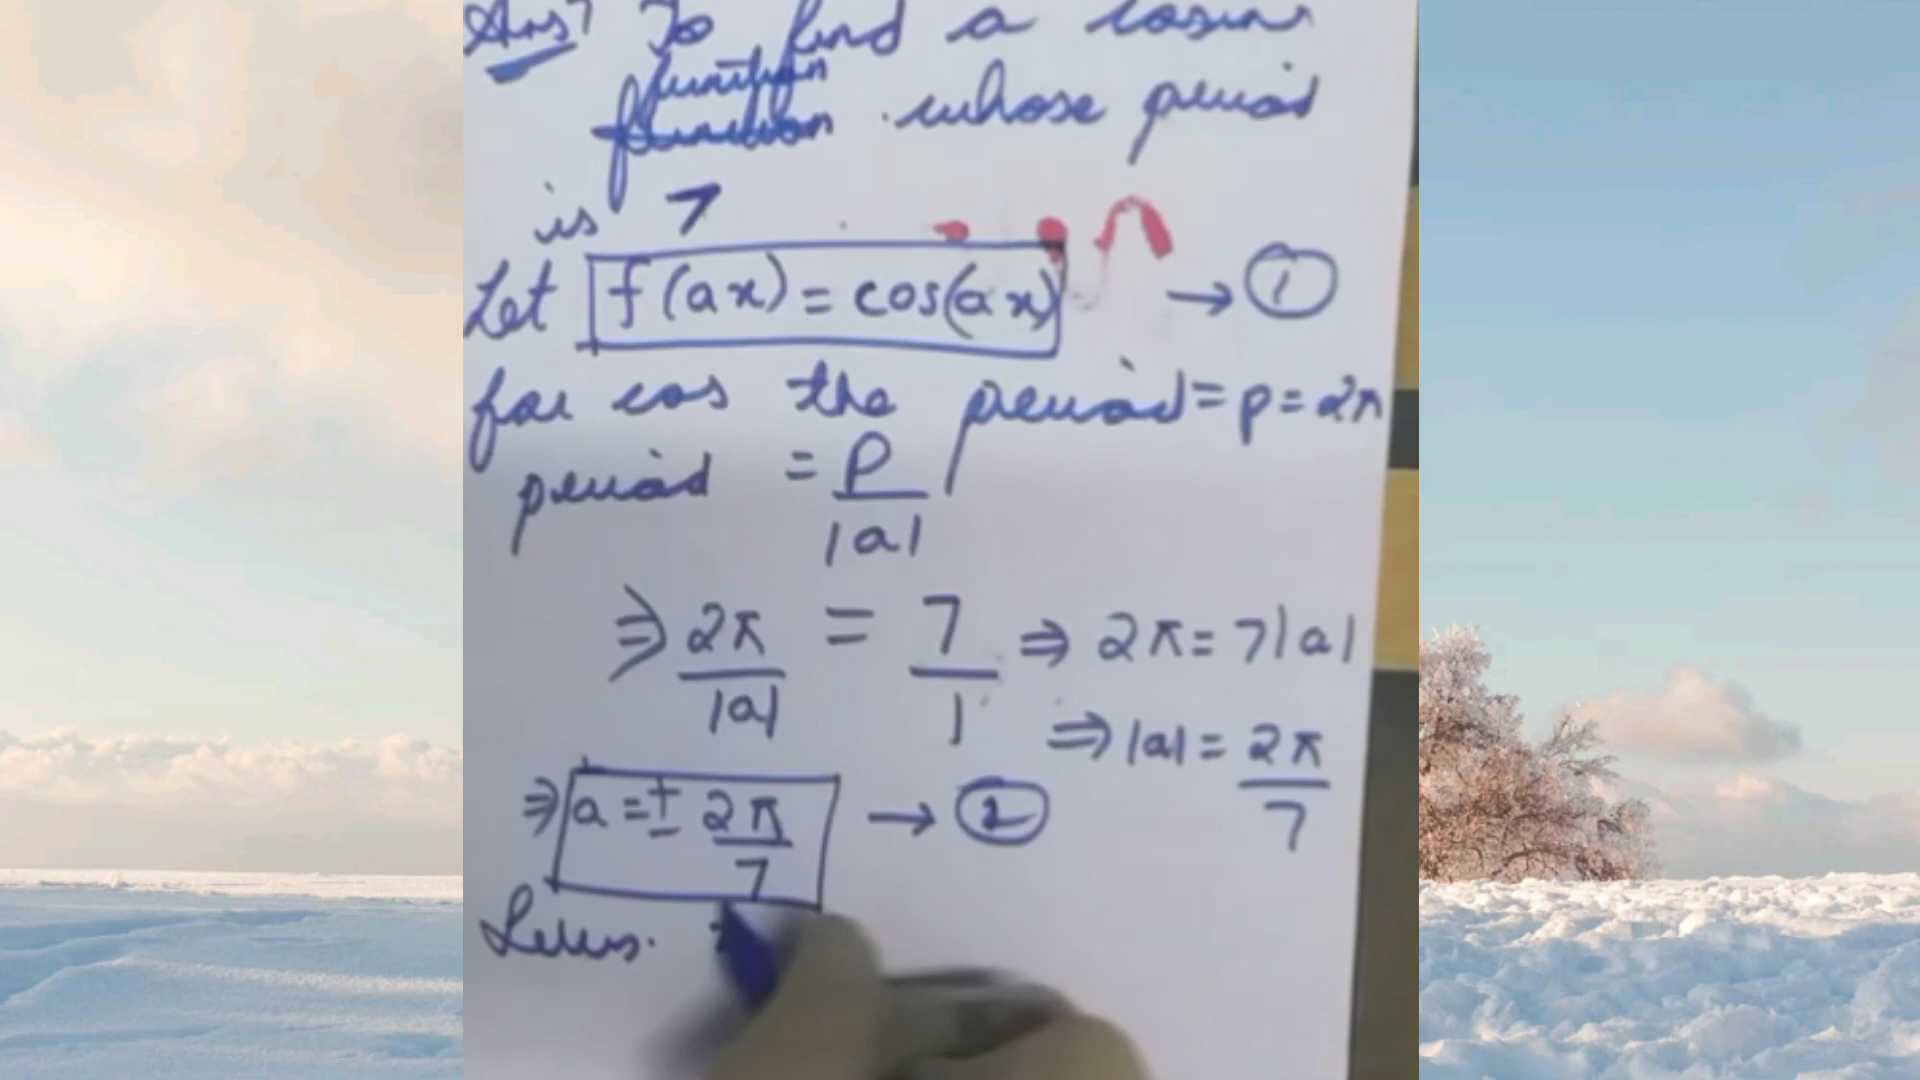 Ans? To find a cosine
function
function whose period
is 7
Let f(ax) = cos(ax) → ①
for cos the period = p = 2π
period = P/|a|
⇒ 2π/|a| = 7/1 ⇒ 2π = 7|a|
⇒ |a| = 2π/7
⇒ a = ± 2π/7 → ②